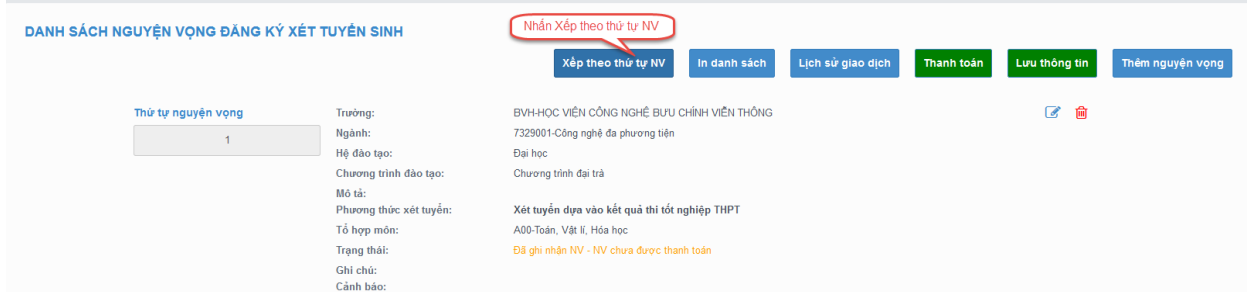 Nhấn Xếp theo thứ tự NV
DANH SÁCH NGUYỆN VỌNG ĐĂNG KÝ XÉT TUYỂN SINH
Xếp theo thứ tự NV In danh sách Lịch sử giao dịch Thanh toán Lưu thông tin Thêm nguyện vọng
Thứ tự nguyện vọng
1
Trường: BVH-HỌC VIỆN CÔNG NGHỆ BƯU CHÍNH VIỄN THÔNG
Ngành: 7329001-Công nghệ đa phương tiện
Hệ đào tạo: Đại học
Chương trình đào tạo: Chương trình đại trà
Mô tả:
Phương thức xét tuyển: Xét tuyển dựa vào kết quả thi tốt nghiệp THPT
Tổ hợp môn: A00-Toán, Vật lí, Hóa học
Trạng thái: Đã ghi nhận NV - NV chưa được thanh toán
Ghi chú:
Cảnh báo: